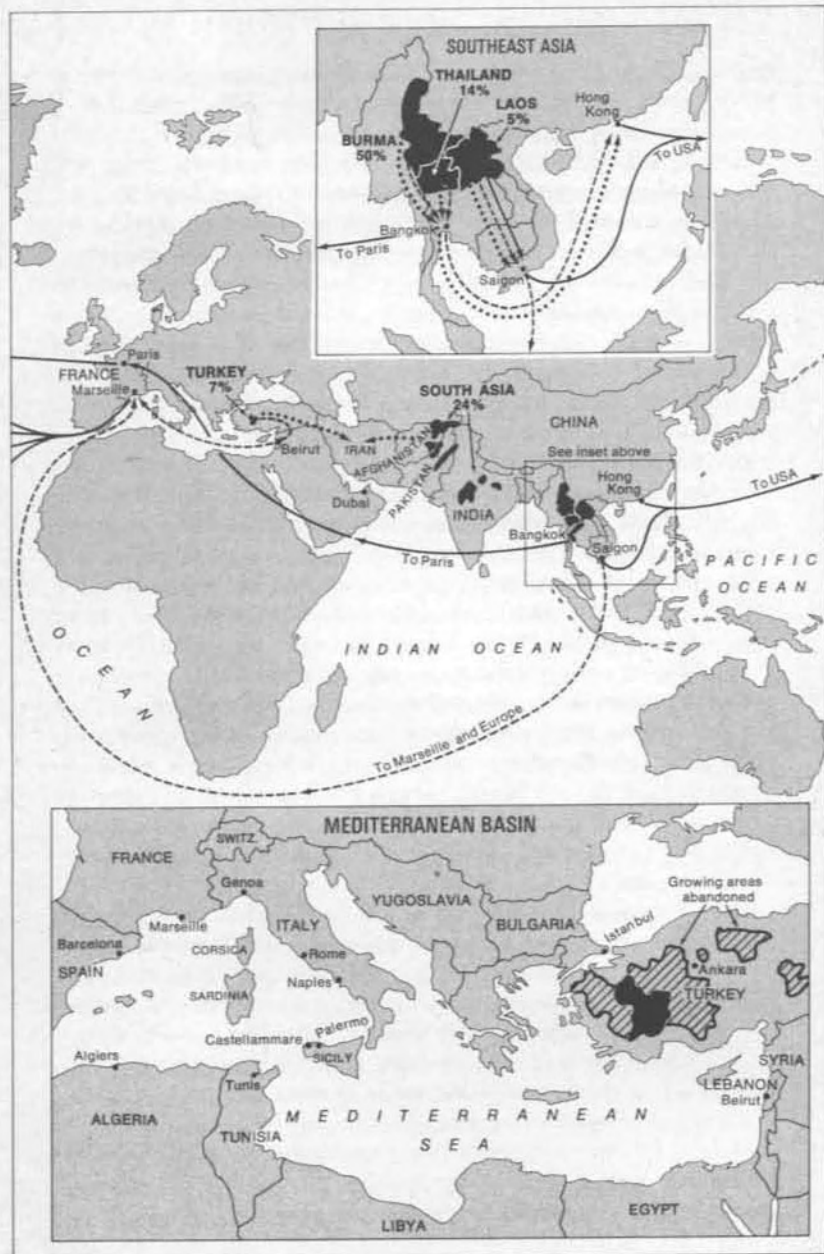 SOUTHEAST ASIA
THAILAND
14%
LAOS
5%
Hong
Kong
BURMA
50%
To USA
Bangkok
To Paris
Saigon
Paris
FRANCE
Marseille
TURKEY
7%
SOUTH ASIA
24%
CHINA
Beirut
IRAN
AFGHANISTAN
PAKISTAN
See inset above
Dubai
INDIA
Hong
Kong
To USA
Bangkok
Saigon
To Paris
PACIFIC
OCEAN
OCEAN
INDIAN OCEAN
To Marseille and Europe
MEDITERRANEAN BASIN
FRANCE
SWITZ.
Genoa
YUGOSLAVIA
Growing areas
abandoned
Marseille
ITALY
BULGARIA
Istanbul
Barcelona
CORSICA
Rome
Ankara
SPAIN
Naples
TURKEY
SARDINIA
Castellammare
Palermo
SICILY
SYRIA
Algiers
Tunis
LEBANON
Beirut
ALGERIA
MEDITERRANEAN
SEA
TUNISIA
LIBYA
EGYPT